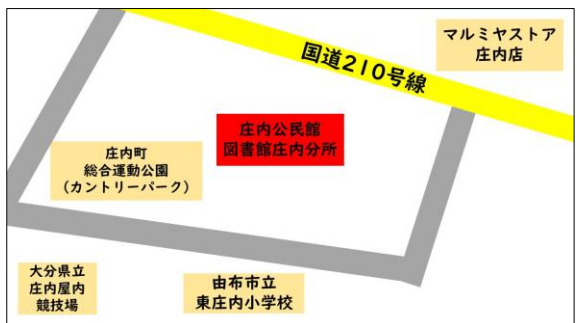 国道210号線
マルミヤストア
庄内店
庄内公民館
図書館庄内分所
庄内町
総合運動公園
（カントリーパーク）
大分県立
庄内屋内
競技場
由布市立
東庄内小学校